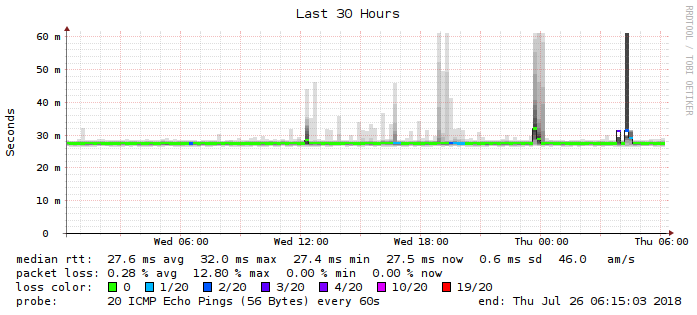 Last 30 Hours
RRDTOOL / TOBI OETIKER
Seconds
60 m
50 m
40 m
30 m
20 m
10 m
0
Wed 06:00 Wed 12:00 Wed 18:00 Thu 00:00 Thu 06:00
median rtt: 27.6 ms avg 32.0 ms max 27.4 ms min 27.5 ms now 0.6 ms sd 46.0 am/s
packet loss: 0.28 % avg 12.80 % max 0.00 % min 0.00 % now
loss color: 0 1/20 2/20 3/20 4/20 10/20 19/20
probe: 20 ICMP Echo Pings (56 Bytes) every 60s end: Thu Jul 26 06:15:03 2018